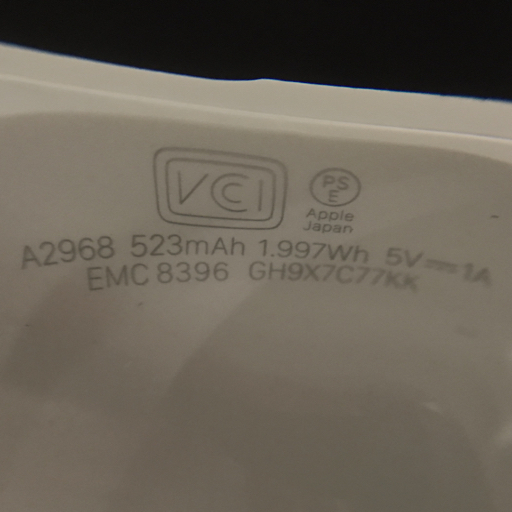 VCI
PS
E
Apple
Japan
A2968 523mAh 1.997Wh 5V⎓1A
EMC 8396 GH9X7C77KK